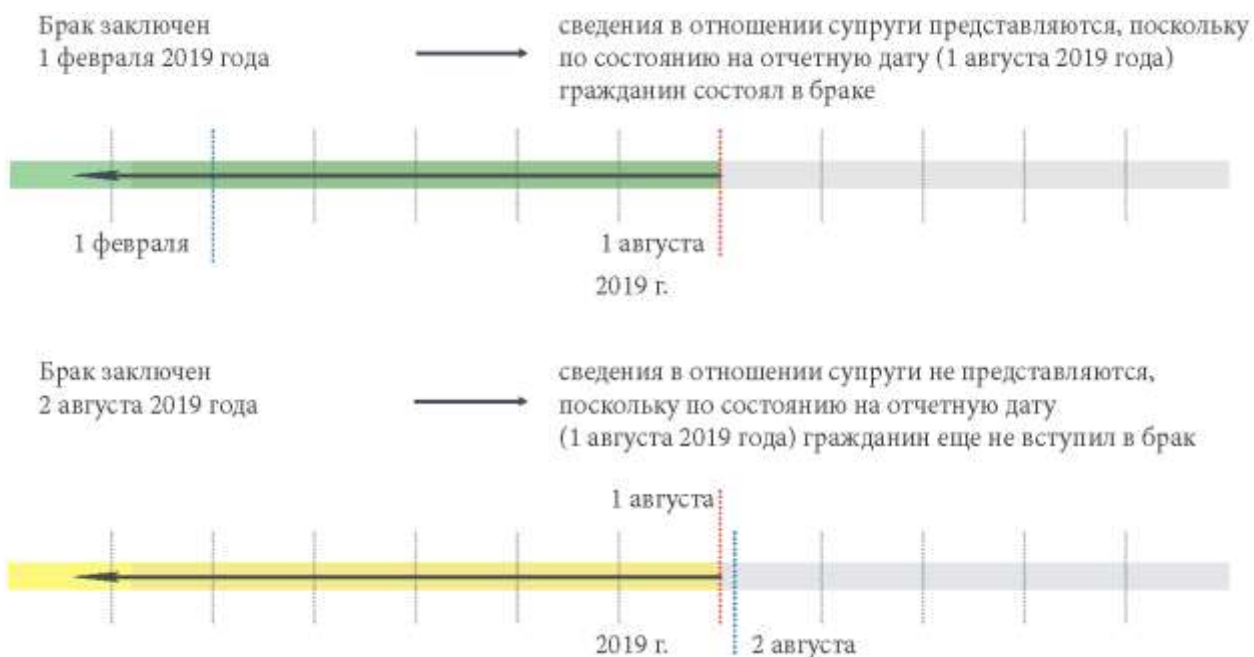 Брак заключен
1 февраля 2019 года
сведения в отношении супруги представляются, поскольку
по состоянию на отчетную дату (1 августа 2019 года)
гражданин состоял в браке
1 февраля
1 августа
2019 г.
Брак заключен
2 августа 2019 года
сведения в отношении супруги не представляются,
поскольку по состоянию на отчетную дату
(1 августа 2019 года) гражданин еще не вступил в брак
1 августа
2019 г.
2 августа